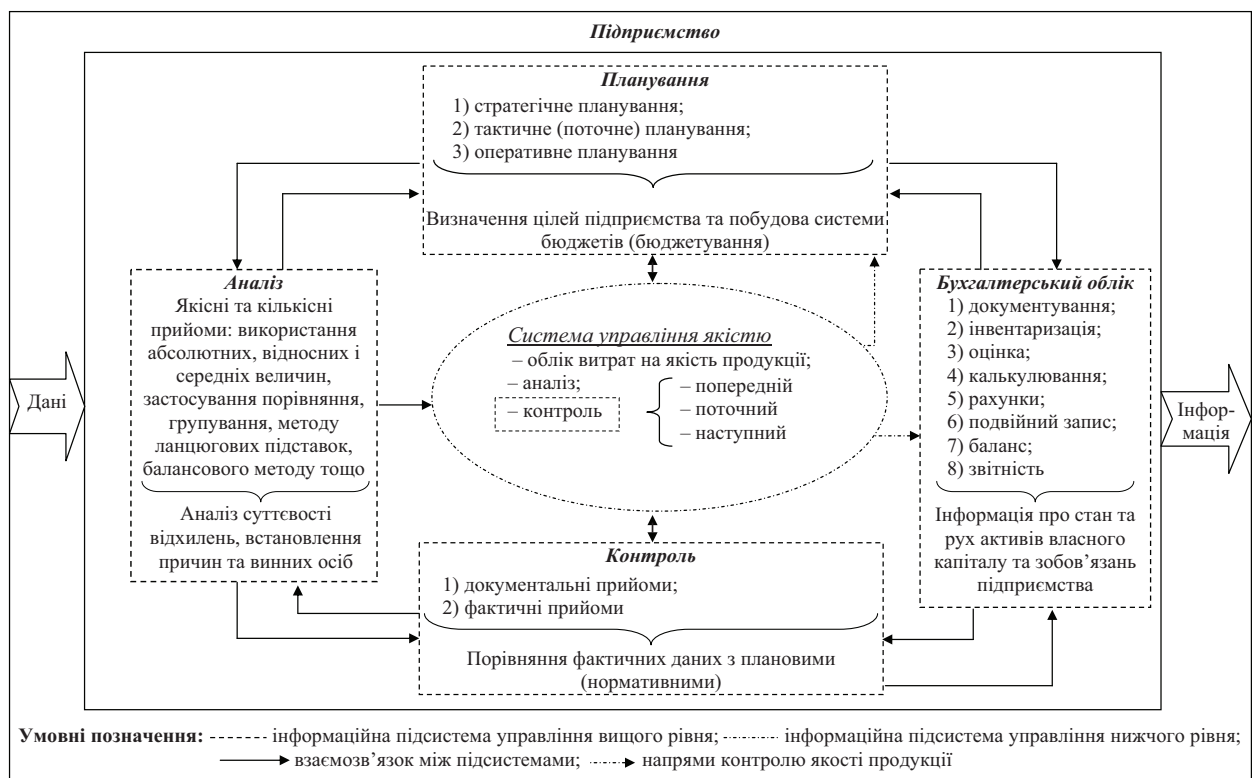 Підприємство
Планування
1) стратегічне планування;
2) тактичне (поточне) планування;
3) оперативне планування
Визначення цілей підприємства та побудова системи
бюджетів (бюджетування)
Аналіз
Якісні та кількісні
прийоми: використання
абсолютних, відносних і
середніх величин,
застосування порівняння,
групування, методу
ланцюгових підставок,
балансового методу тощо
Аналіз суттєвості
відхилень, встановлення
причин та винних осіб
Система управління якістю
– облік витрат на якість продукції;
– аналіз;
– контроль
– попередній
– поточний
– наступний
Бухгалтерський облік
1) документування;
2) інвентаризація;
3) оцінка;
4) калькулювання;
5) рахунки;
6) подвійний запис;
7) баланс;
8) звітність
Інформація про стан та
рух активів власного
капіталу та зобов’язань
підприємства
Дані
Інфор-
мація
Контроль
1) документальні прийоми;
2) фактичні прийоми
Порівняння фактичних даних з плановими
(нормативними)
Умовні позначення: інформаційна підсистема управління вищого рівня; інформаційна підсистема управління нижчого рівня;
взаємозв'язок між підсистемами; напрями контролю якості продукції